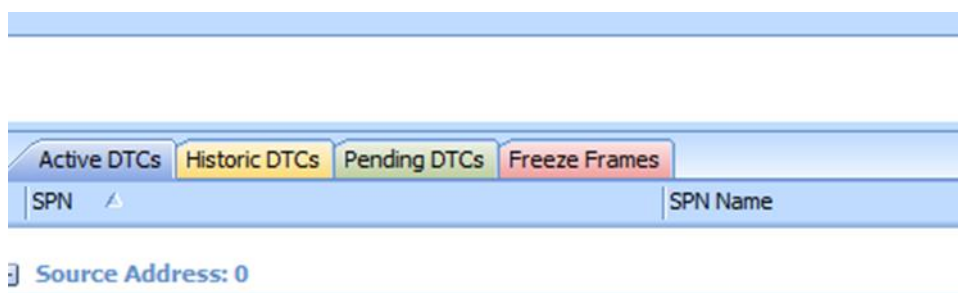 Active DTCs Historic DTCs Pending DTCs Freeze Frames
SPN SPN Name
Source Address: 0